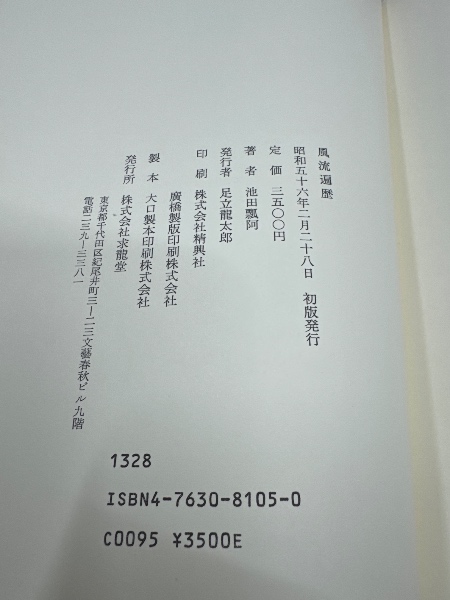 風流遍歴
昭和五十六年二月二十八日　初版発行
定価　三五〇〇円
著者　池田瓢阿
発行者　足立龍太郎
印刷　株式会社精興社
廣橋製版印刷株式会社
製本　大口製本印刷株式会社
発行所　株式会社求龍堂
東京都千代田区紀尾井町三―二三文藝春秋ビル九階
電話二三九―三三八一
1328
ISBN4-7630-8105-0
C0095 ¥3500E